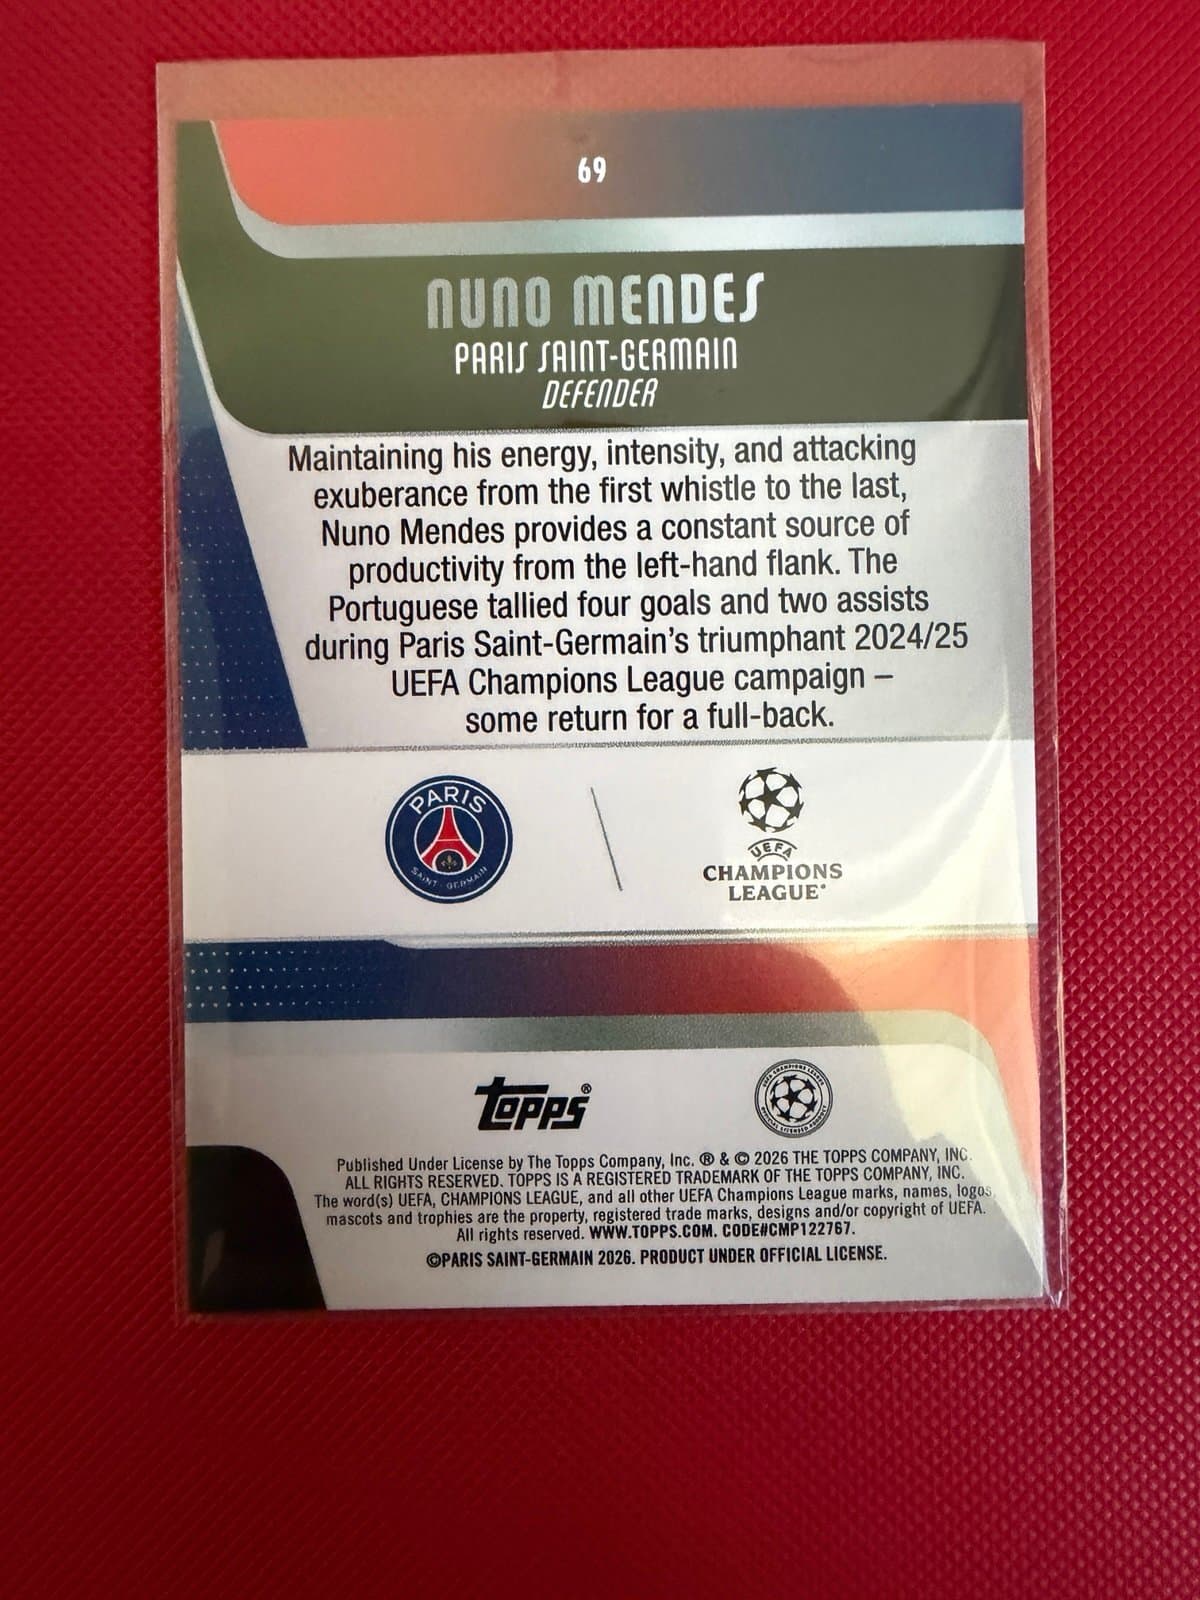 69
NUNO MENDES
PARIS SAINT-GERMAIN
DEFENDER
Maintaining his energy, intensity, and attacking
exuberance from the first whistle to the last,
Nuno Mendes provides a constant source of
productivity from the left-hand flank. The
Portuguese tallied four goals and two assists
during Paris Saint-Germain's triumphant 2024/25
UEFA Champions League campaign –
some return for a full-back.
PARIS
SAINT-GERMAIN
UEFA
CHAMPIONS
LEAGUE®
Topps®
Published Under License by The Topps Company, Inc. ® & © 2026 THE TOPPS COMPANY, INC.
ALL RIGHTS RESERVED. TOPPS IS A REGISTERED TRADEMARK OF THE TOPPS COMPANY, INC.
The word(s) UEFA, CHAMPIONS LEAGUE, and all other UEFA Champions League marks, names, logos,
mascots and trophies are the property, registered trade marks, designs and/or copyright of UEFA.
All rights reserved. WWW.TOPPS.COM. CODE#CMP122767.
©PARIS SAINT-GERMAIN 2026. PRODUCT UNDER OFFICIAL LICENSE.